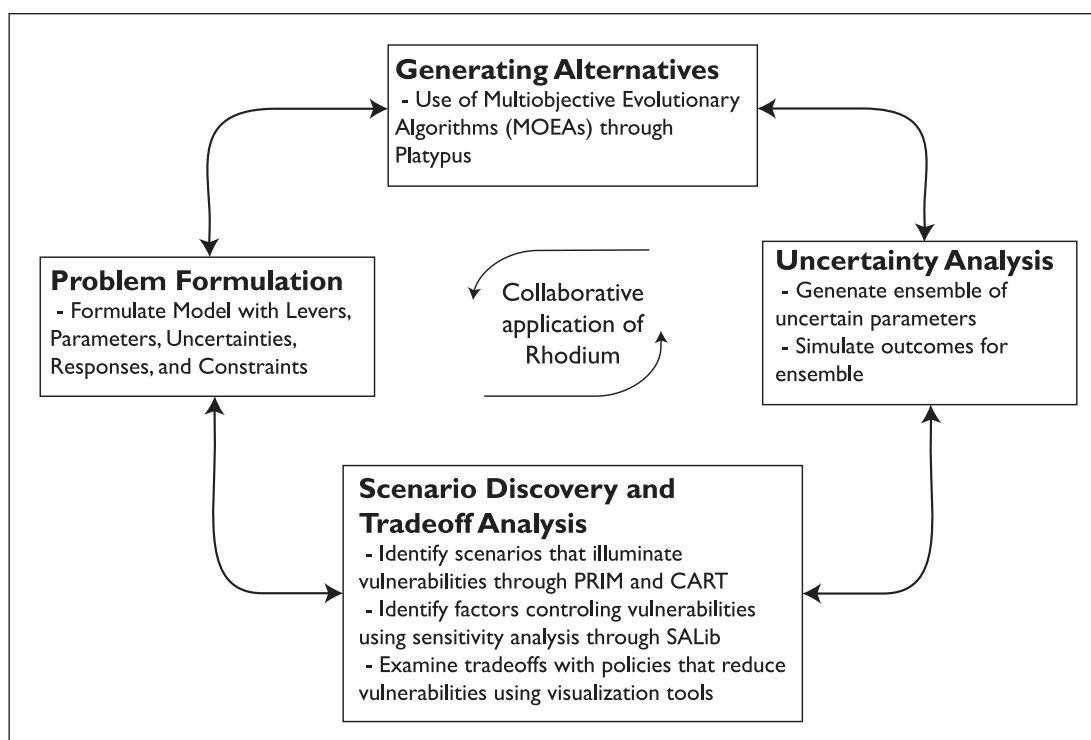 Generating Alternatives
- Use of Multiobjective Evolutionary
Algorithms (MOEAs) through
Platypus
Problem Formulation
- Formulate Model with Levers,
Parameters, Uncertainties,
Responses, and Constraints
Collaborative
application of
Rhodium
Uncertainty Analysis
- Genenate ensemble of
uncertain parameters
- Simulate outcomes for
ensemble
Scenario Discovery and
Tradeoff Analysis
- Identify scenarios that illuminate
vulnerabilities through PRIM and CART
- Identify factors controling vulnerabilities
using sensitivity analysis through SALib
- Examine tradeoffs with policies that reduce
vulnerabilities using visualization tools